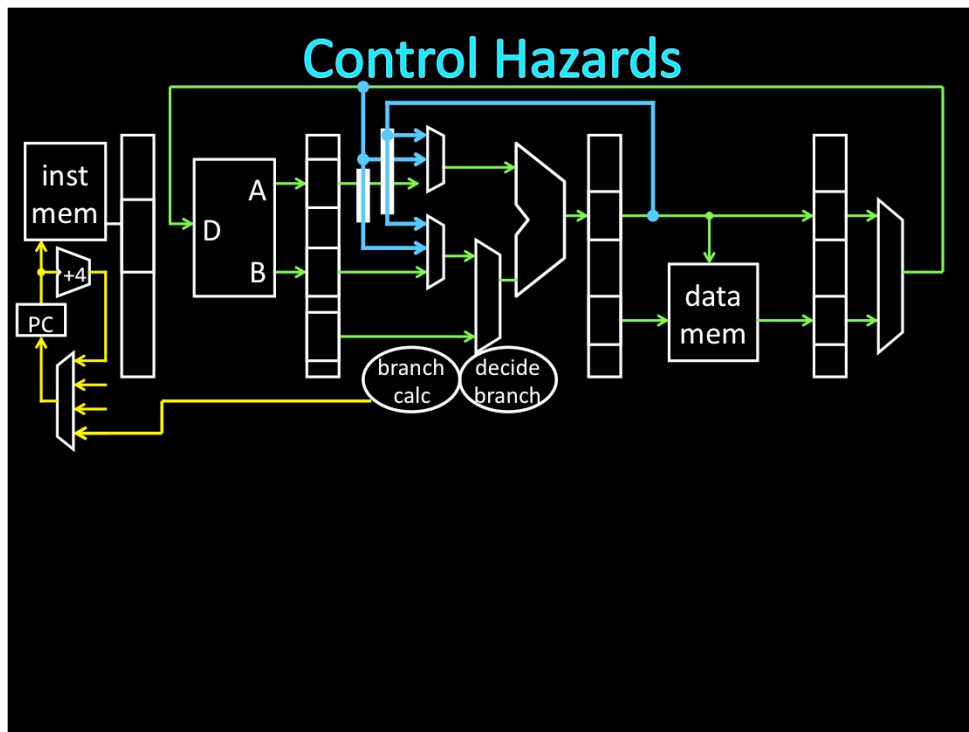 Control Hazards
inst
mem
A
D
B
+4
PC
data
mem
branch
calc
decide
branch